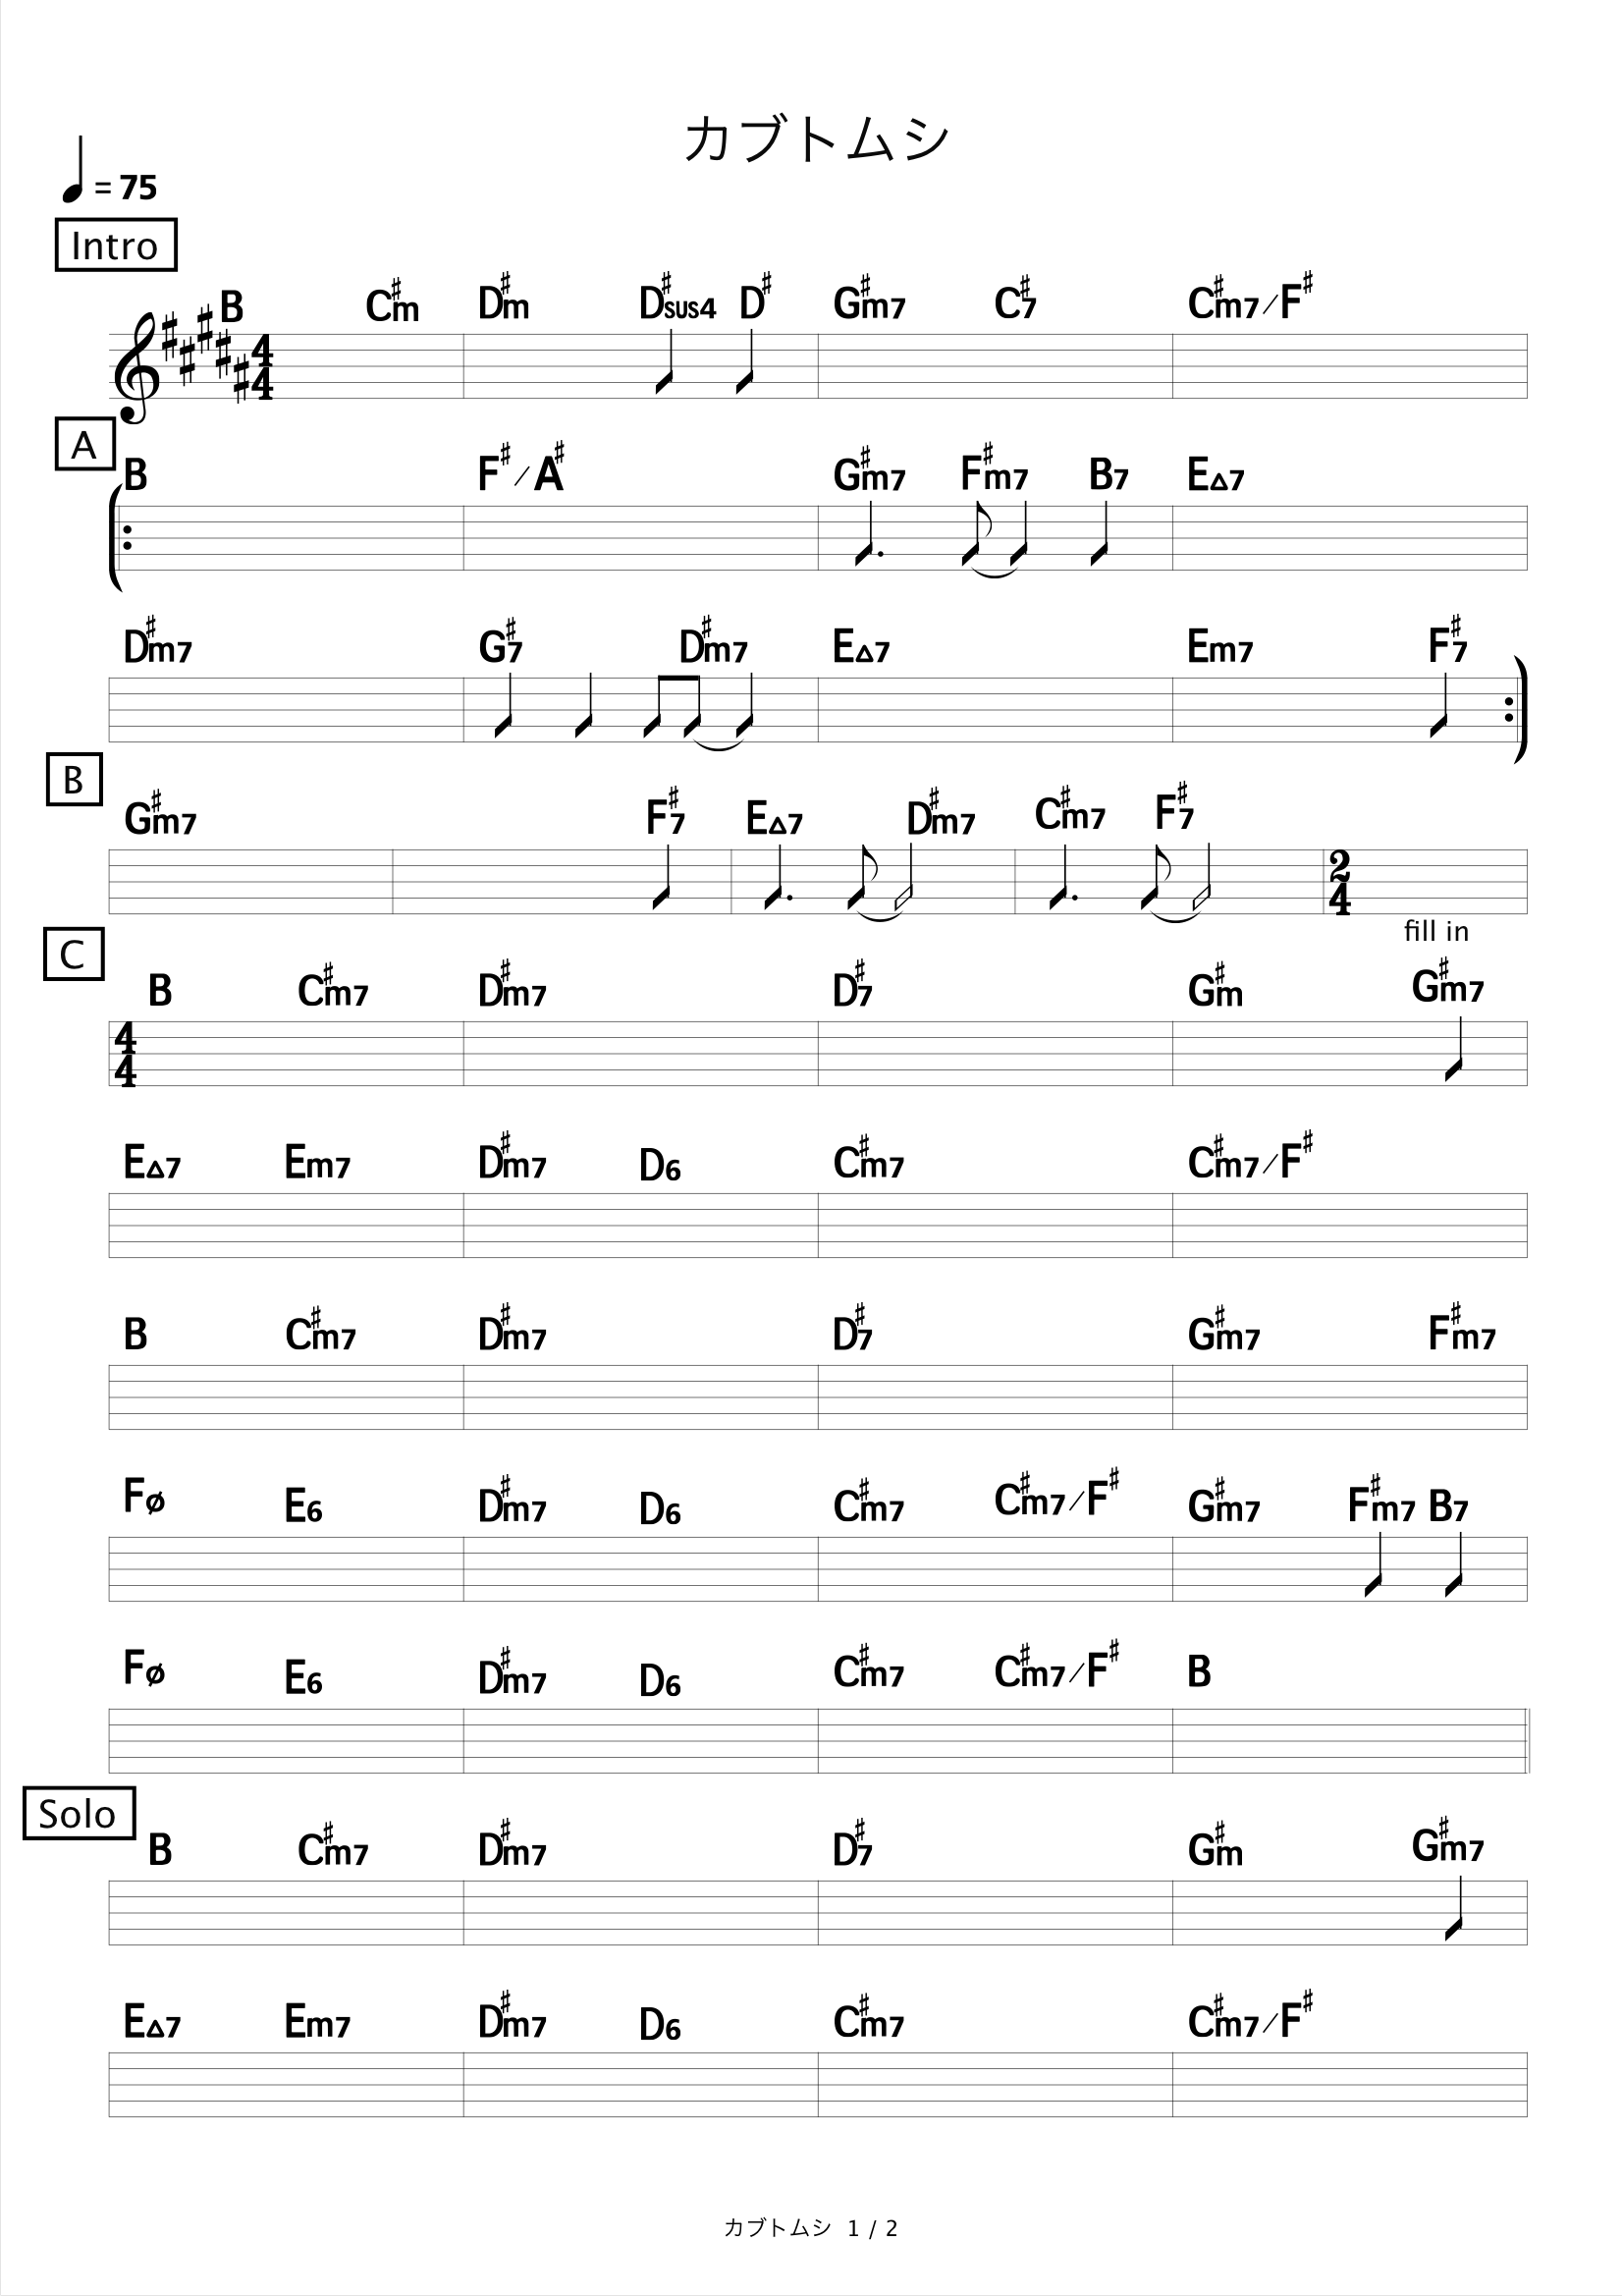 カブトムシ
♩ = 75
Intro
B C#m D#m D#sus4 D# G#m7 C#7 C#m7/F#
4/4
A
B F#/A# G#m7 F#m7 B7 E△7
D#m7 G#7 D#m7 E△7 Em7 F#7
B
G#m7 F#7 E△7 D#m7 C#m7 F#7
2/4
fill in
C
B C#m7 D#m7 D#7 G#m G#m7
4/4
E△7 Em7 D#m7 D6 C#m7 C#m7/F#
B C#m7 D#m7 D#7 G#m7 F#m7
Fø E6 D#m7 D6 C#m7 C#m7/F# G#m7 F#m7 B7
Fø E6 D#m7 D6 C#m7 C#m7/F# B
Solo
B C#m7 D#m7 D#7 G#m G#m7
E△7 Em7 D#m7 D6 C#m7 C#m7/F#
カブトムシ 1 / 2